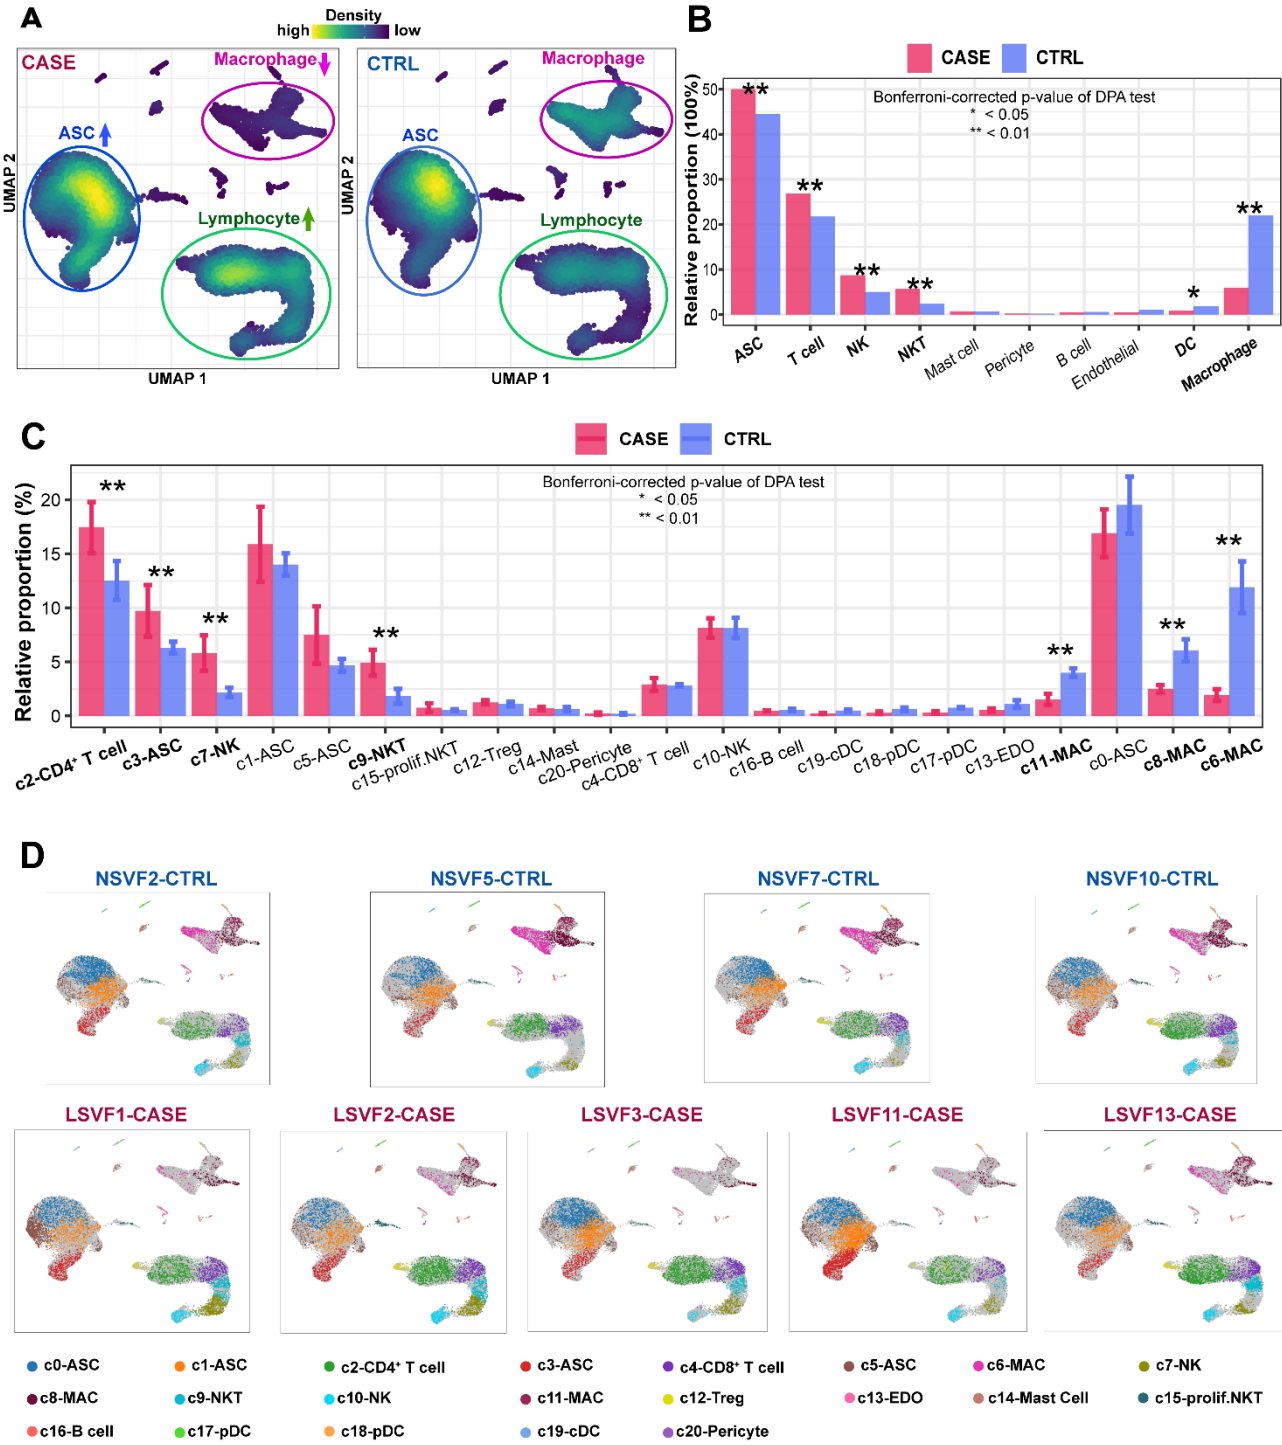 A
Density
high low
CASE
Macrophage
ASC
Lymphocyte
UMAP 2
UMAP 1
CTRL
Macrophage
ASC
Lymphocyte
UMAP 2
UMAP 1
B
CASE CTRL
Bonferroni-corrected p-value of DPA test
* < 0.05
** < 0.01
Relative proportion (100%)
50
40
30
20
10
0
** ** ** ** * **
ASC T cell NK NKT Mast cell Pericyte B cell Endothelial DC Macrophage
C
CASE CTRL
Bonferroni-corrected p-value of DPA test
* < 0.05
** < 0.01
Relative proportion (%)
20
15
10
5
0
** ** ** ** ** ** **
c2-CD4⁺ T cell c3-ASC c7-NK c1-ASC c5-ASC c9-NKT c15-prolif.NKT c12-Treg c14-Mast c20-Pericyte c4-CD8⁺ T cell c10-NK c16-B cell c19-cDC c18-pDC c17-pDC c13-EDO c11-MAC c0-ASC c8-MAC c6-MAC
D
NSVF2-CTRL NSVF5-CTRL NSVF7-CTRL NSVF10-CTRL
LSVF1-CASE LSVF2-CASE LSVF3-CASE LSVF11-CASE LSVF13-CASE
c0-ASC c1-ASC c2-CD4⁺ T cell c3-ASC c4-CD8⁺ T cell c5-ASC c6-MAC c7-NK
c8-MAC c9-NKT c10-NK c11-MAC c12-Treg c13-EDO c14-Mast Cell c15-prolif.NKT
c16-B cell c17-pDC c18-pDC c19-cDC c20-Pericyte